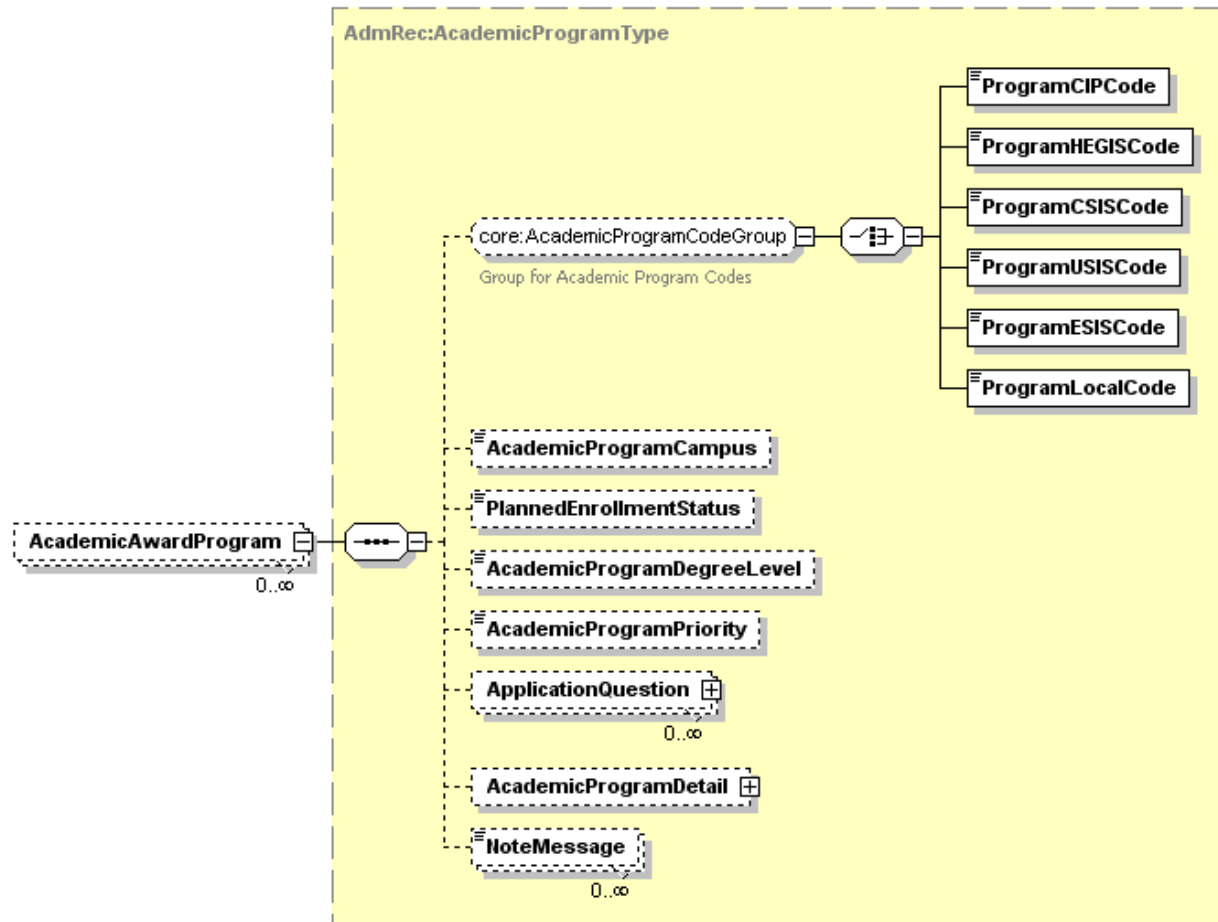 AdmRec:AcademicProgramType
ProgramCIPCode
ProgramHEGISCode
ProgramCSISCode
core:AcademicProgramCodeGroup
ProgramUSISCode
Group for Academic Program Codes
ProgramESISCode
ProgramLocalCode
AcademicProgramCampus
PlannedEnrollmentStatus
AcademicAwardProgram
0..∞
AcademicProgramDegreeLevel
AcademicProgramPriority
ApplicationQuestion
0..∞
AcademicProgramDetail
NoteMessage
0..∞